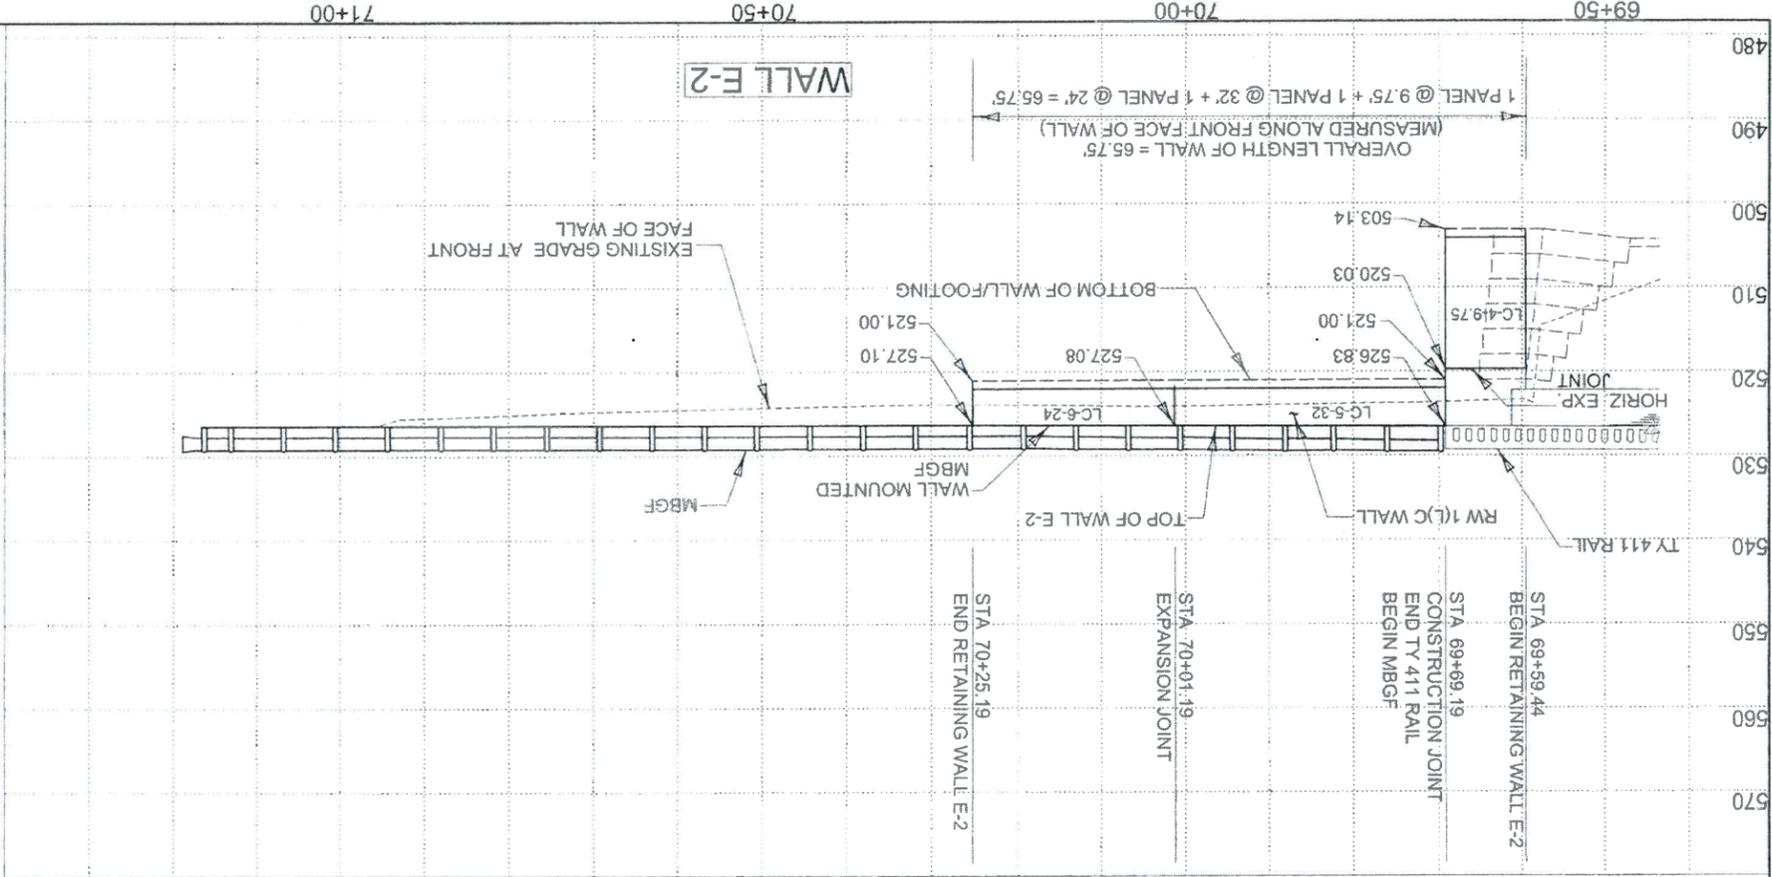 STA 69+59.44
BEGIN RETAINING WALL E-2
STA 69+69.19
CONSTRUCTION JOINT
END TY 411 RAIL
BEGIN MBGF
STA 70+01.19
EXPANSION JOINT
STA 70+25.19
END RETAINING WALL E-2
570
560
550
540
530
520
510
500
490
480
TY 411 RAIL
RW 1(L)C WALL
TOP OF WALL E-2
WALL MOUNTED
MBGF
MBGF
HORIZ EXP.
JOINT
LC-5-32
LC-6-24
526.83
521.00
520.03
527.08
527.10
521.00
LC-4-9.75
BOTTOM OF WALL/FOOTING
EXISTING GRADE AT FRONT
FACE OF WALL
503.14
OVERALL LENGTH OF WALL = 65.75'
(MEASURED ALONG FRONT FACE OF WALL)
1 PANEL @ 9.75' + 1 PANEL @ 32' + 1 PANEL @ 24' = 65.75'
WALL E-2
69+50
70+00
70+50
71+00